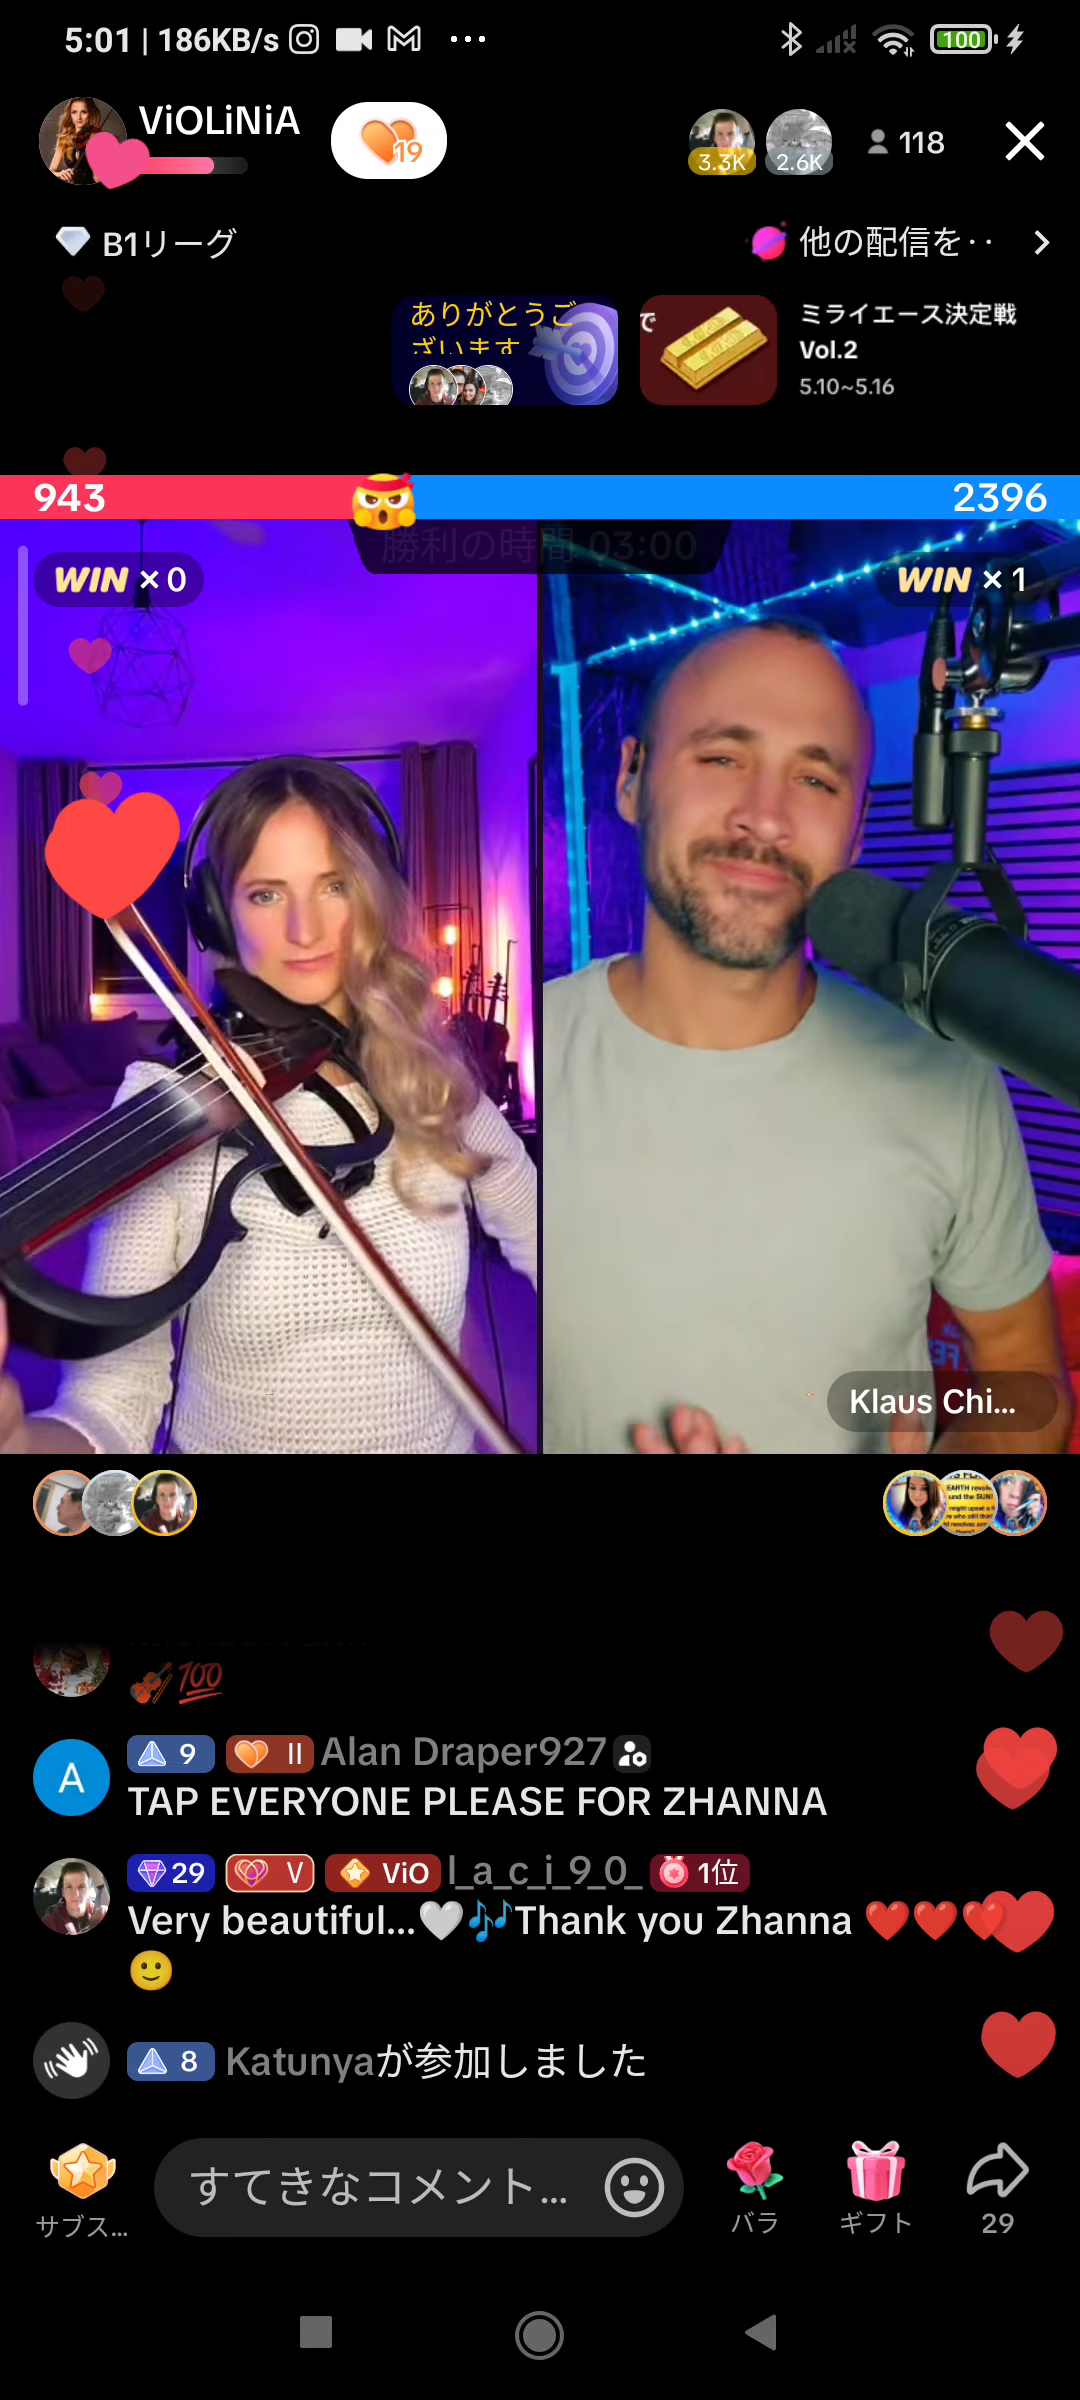 5:01 | 186KB/s
100
ViOLiNiA
19
3.3K
2.6K
118
B1リーグ
他の配信を··
ありがとうご
ざいます
で
ミライエース決定戦
Vol.2
5.10~5.16
943
2396
勝利の時間 03:00
WIN × 0
WIN × 1
Klaus Chi...
EARTH
und the SUN!
💯
A
9 II Alan Draper927
TAP EVERYONE PLEASE FOR ZHANNA
29 V ViO l_a_c_i_9_0_ 1位
Very beautiful...🤍🎶Thank you Zhanna ❤️❤️❤️
🙂
8 Katunyaが参加しました
サブス...
すてきなコメント...
バラ
ギフト
29